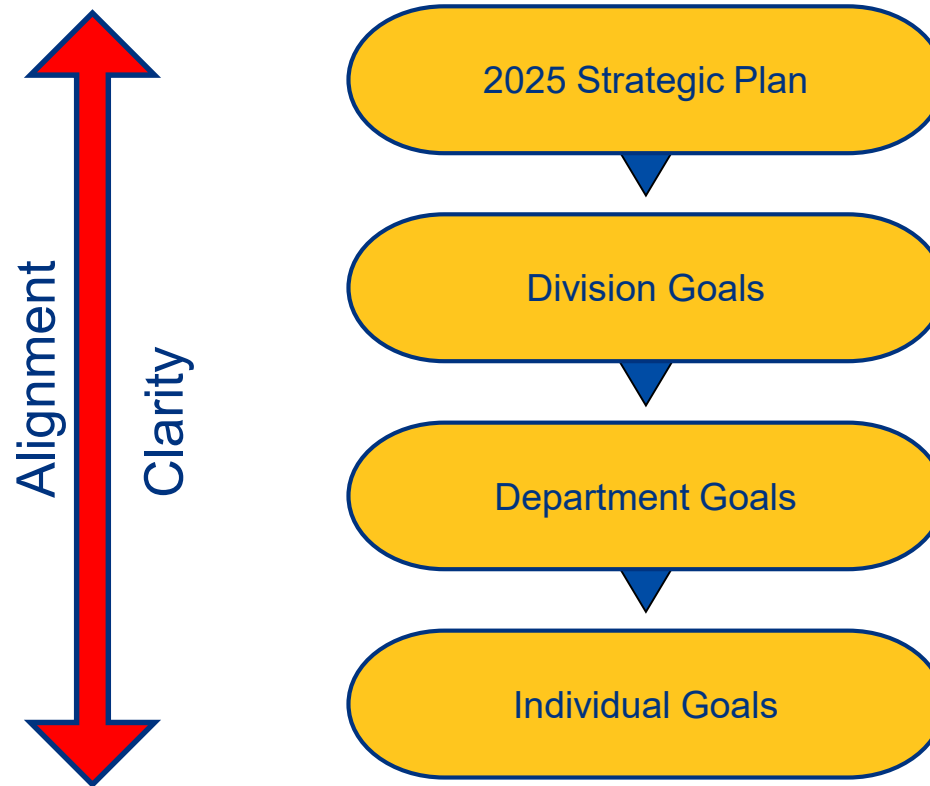 2025 Strategic Plan
Division Goals
Department Goals
Individual Goals
Alignment
Clarity